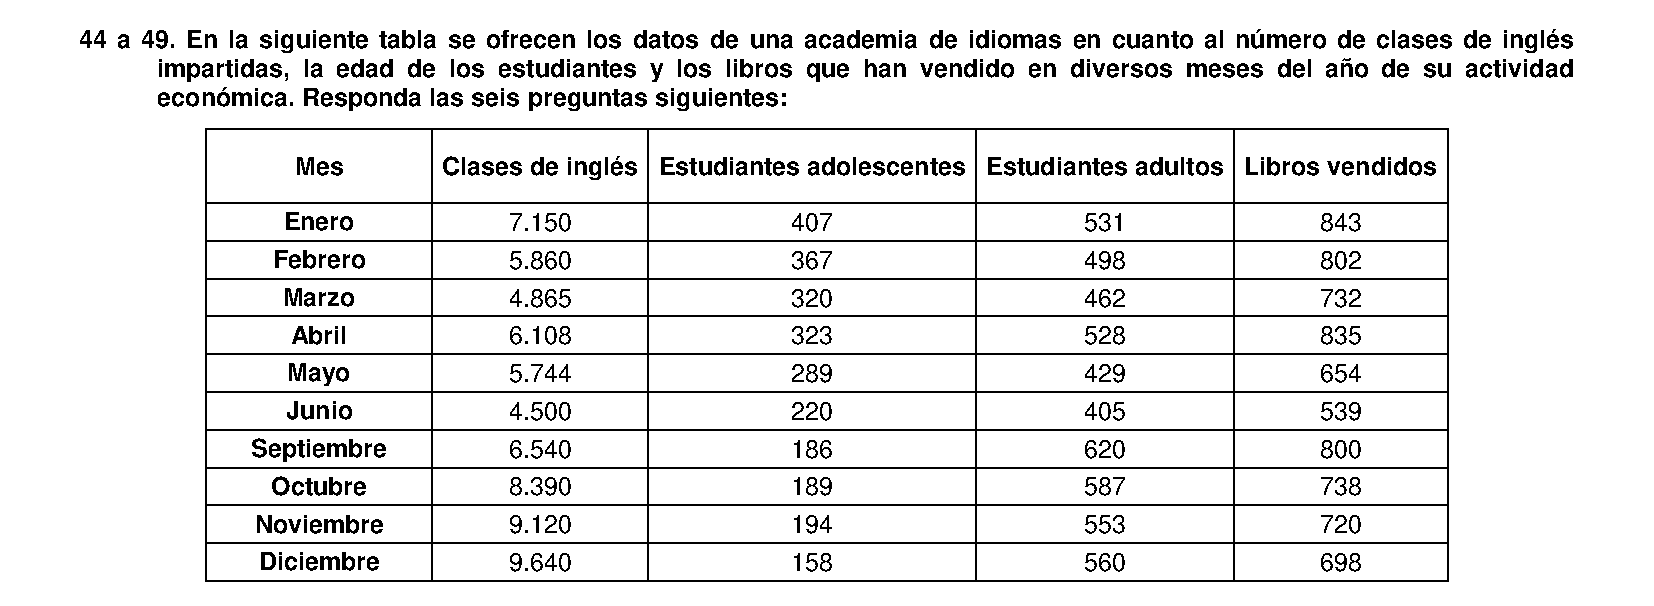 44 a 49. En la siguiente tabla se ofrecen los datos de una academia de idiomas en cuanto al número de clases de inglés
impartidas, la edad de los estudiantes y los libros que han vendido en diversos meses del año de su actividad
económica. Responda las seis preguntas siguientes:
Mes Clases de inglés Estudiantes adolescentes Estudiantes adultos Libros vendidos
Enero 7.150 407 531 843
Febrero 5.860 367 498 802
Marzo 4.865 320 462 732
Abril 6.108 323 528 835
Mayo 5.744 289 429 654
Junio 4.500 220 405 539
Septiembre 6.540 186 620 800
Octubre 8.390 189 587 738
Noviembre 9.120 194 553 720
Diciembre 9.640 158 560 698